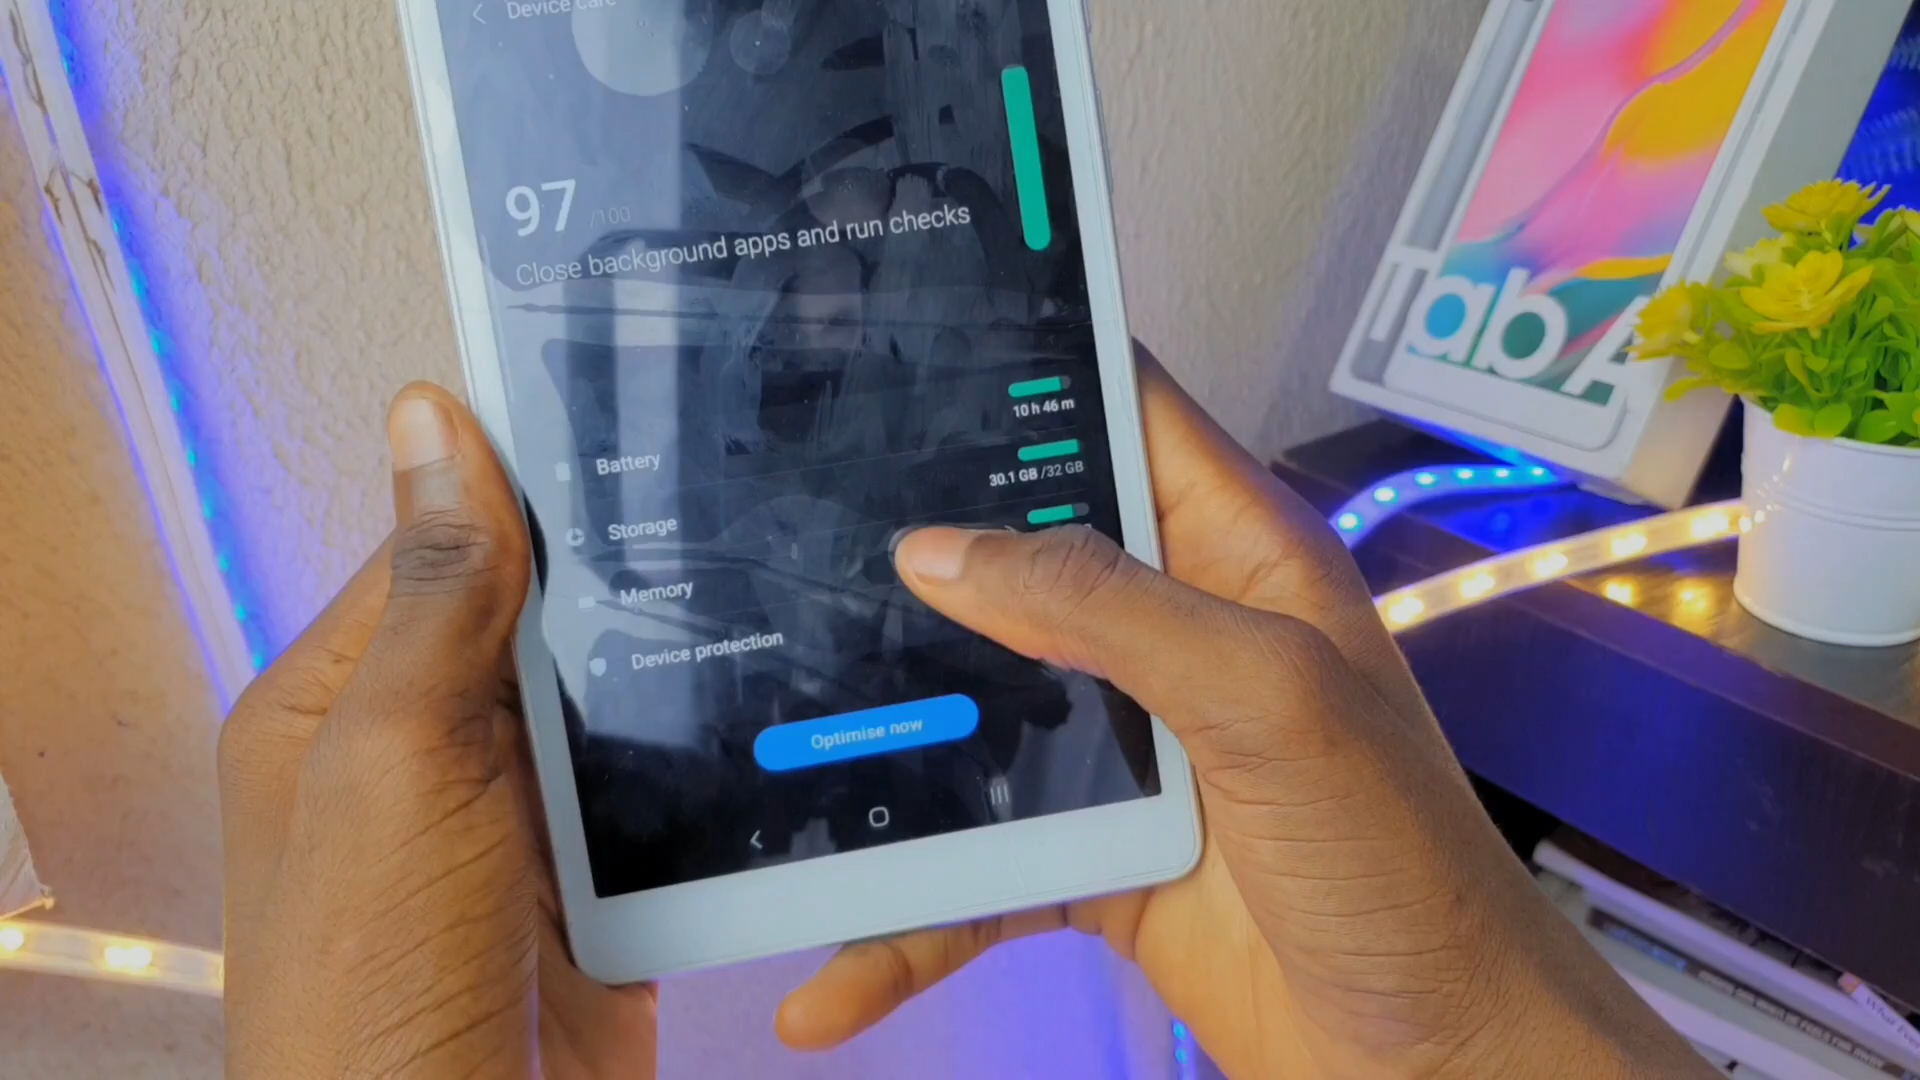 Device care
97 /100
Close background apps and run checks
Battery
10 h 46 m
Storage
30.1 GB /32 GB
Memory
Device protection
Optimise now
Tab A